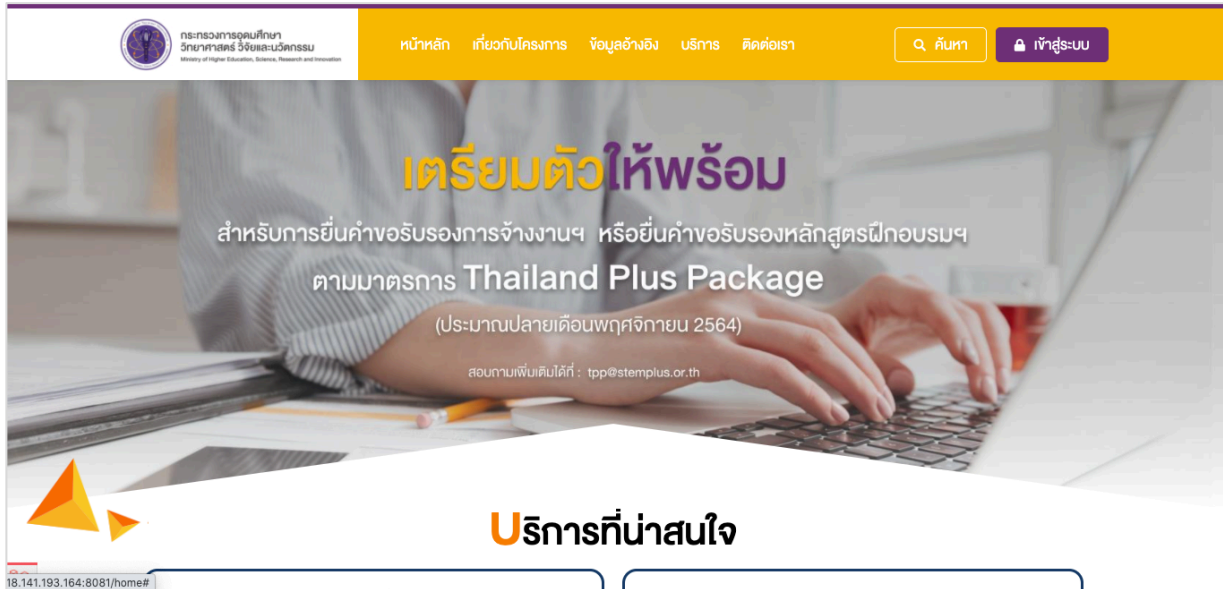 กระทรวงการอุดมศึกษา
วิทยาศาสตร์ วิจัยและนวัตกรรม
Ministry of Higher Education, Science, Research and Innovation
หน้าหลัก เกี่ยวกับโครงการ ข้อมูลอ้างอิง บริการ ติดต่อเรา ค้นหา เข้าสู่ระบบ
เตรียมตัวให้พร้อม
สำหรับการยื่นคำขอรับรองการจ้างงานฯ หรือยื่นคำขอรับรองหลักสูตรฝึกอบรมฯ
ตามมาตรการ Thailand Plus Package
(ประมาณปลายเดือนพฤศจิกายน 2564)
สอบถามเพิ่มเติมได้ที่ : tpp@stemplus.or.th
บริการที่น่าสนใจ
18.141.193.164:8081/home#